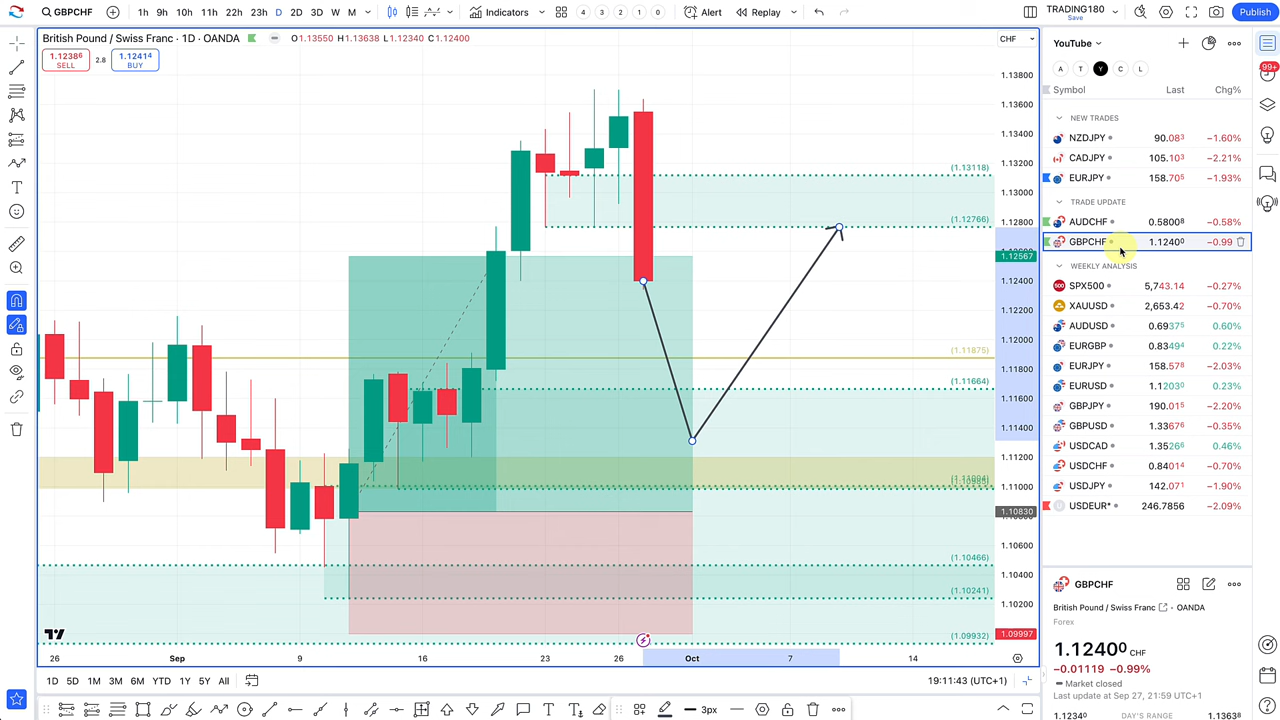 GBPCHF 1h 9h 10h 11h 22h 23h D 2D 3D W M Indicators 4 3 2 1 0 Alert Replay TRADING180 Save Publish
British Pound / Swiss Franc · 1D · OANDA O1.13550 H1.13638 L1.12340 C1.12400 CHF
1.12386 SELL 2.8 1.12414 BUY
1.13800
1.13600
1.13400
1.13200
1.13000
1.12800
1.12567
1.12400
1.12200
1.12000
1.11800
1.11600
1.11400
1.11200
1.11000
1.10830
1.10600
1.10400
1.10200
1.09997
(1.13118)
(1.12766)
(1.11875)
(1.11664)
(1.10466)
(1.10241)
(1.09932)
26 Sep 9 16 23 26 Oct 7 14
1D 5D 1M 3M 6M YTD 1Y 5Y All 19:11:43 (UTC+1)
3px
YouTube
A T Y C L
Symbol Last Chg%
NEW TRADES
NZDJPY 90.083 −1.60%
CADJPY 105.103 −2.21%
EURJPY 158.705 −1.93%
TRADE UPDATE
AUDCHF 0.58008 −0.58%
GBPCHF 1.12400 −0.99
WEEKLY ANALYSIS
SPX500 5,743.14 −0.27%
XAUUSD 2,653.42 −0.70%
AUDUSD 0.69375 0.60%
EURGBP 0.83494 0.22%
EURJPY 158.578 −2.03%
EURUSD 1.12030 0.23%
GBPJPY 190.015 −2.20%
GBPUSD 1.33676 −0.35%
USDCAD 1.35266 0.46%
USDCHF 0.84014 −0.70%
USDJPY 142.071 −1.90%
USDEUR* 246.7856 −2.09%
GBPCHF
British Pound / Swiss Franc · OANDA
Forex
1.12400 CHF
−0.01119 −0.99%
Market closed
Last update at Sep 27, 21:59 UTC+1
1.12340 1.13638
99+